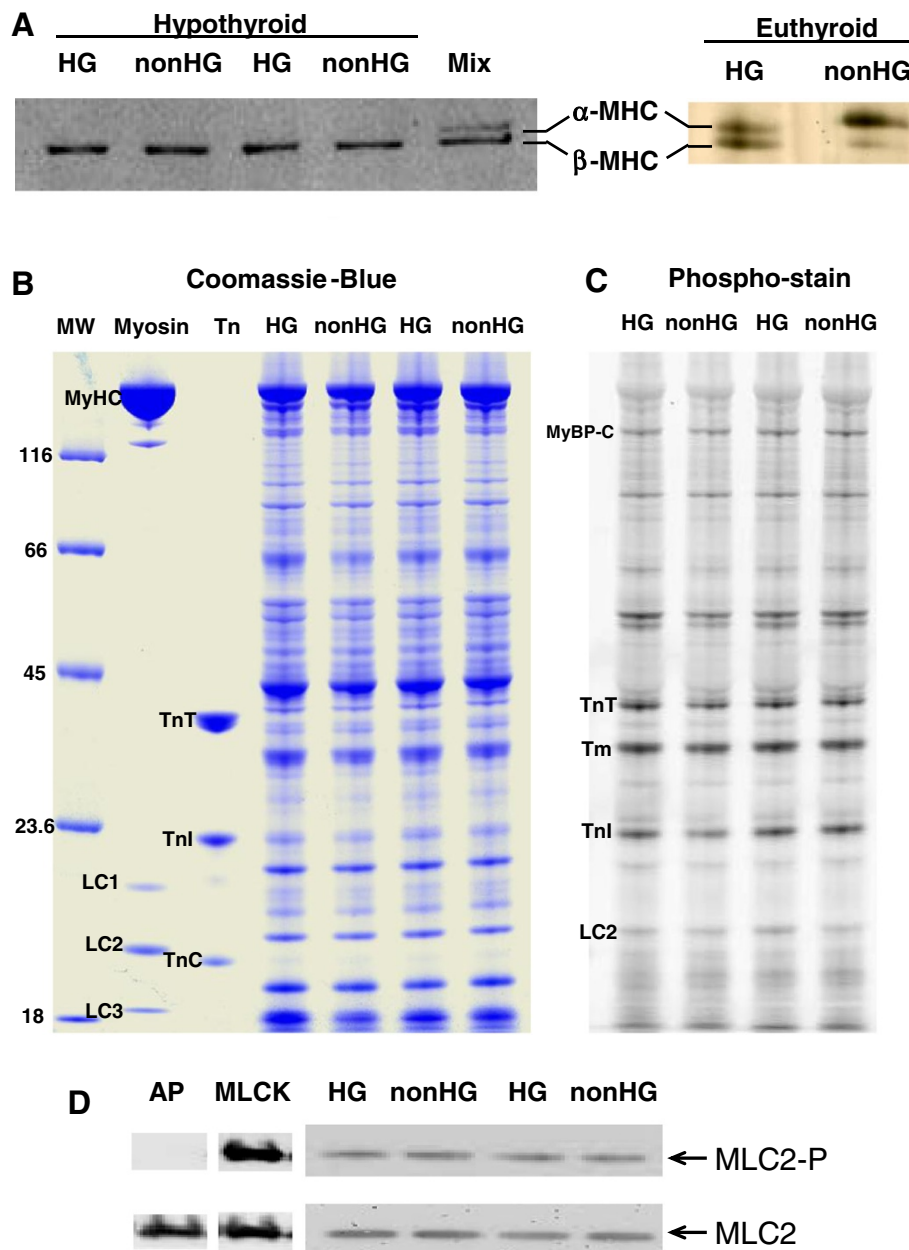 A
Hypothyroid
HG nonHG HG nonHG Mix
Euthyroid
HG nonHG
α-MHC
β-MHC
B
Coomassie-Blue
MW Myosin Tn HG nonHG HG nonHG
MyHC
116
66
45
TnT
23.6
TnI
LC1
LC2
TnC
LC3
18
C
Phospho-stain
HG nonHG HG nonHG
MyBP-C
TnT
Tm
TnI
LC2
D
AP MLCK HG nonHG HG nonHG
MLC2-P
MLC2